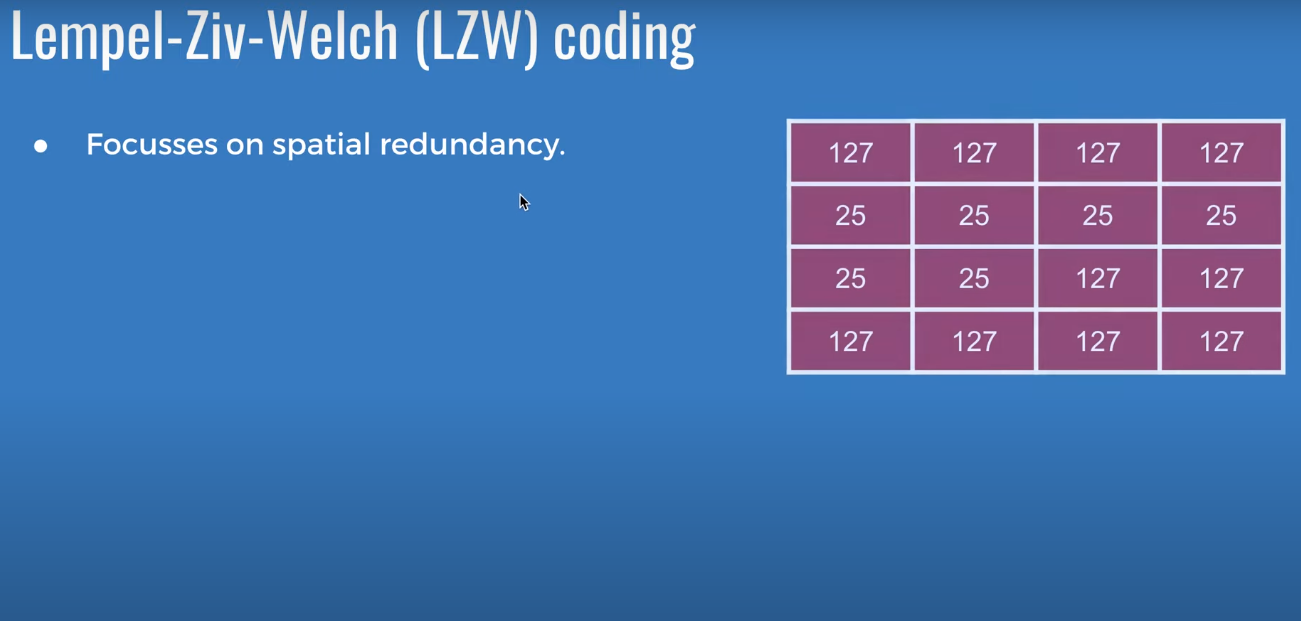 Lempel-Ziv-Welch (LZW) coding
● Focusses on spatial redundancy.
127 127 127 127
25 25 25 25
25 25 127 127
127 127 127 127